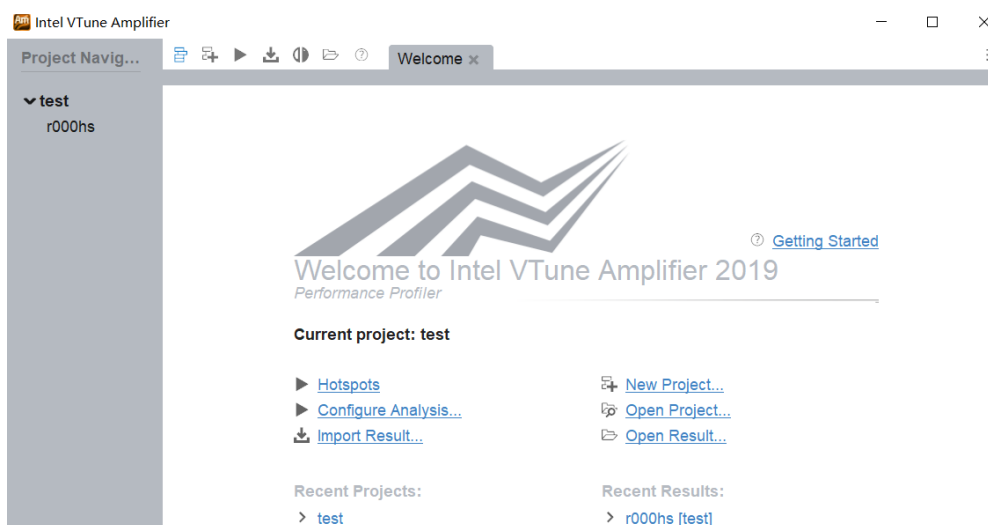 Am Intel VTune Amplifier
Project Navig...
Welcome
test
r000hs
Getting Started
Welcome to Intel VTune Amplifier 2019
Performance Profiler
Current project: test
Hotspots
New Project...
Configure Analysis...
Open Project...
Import Result...
Open Result...
Recent Projects:
Recent Results:
test
r000hs [test]